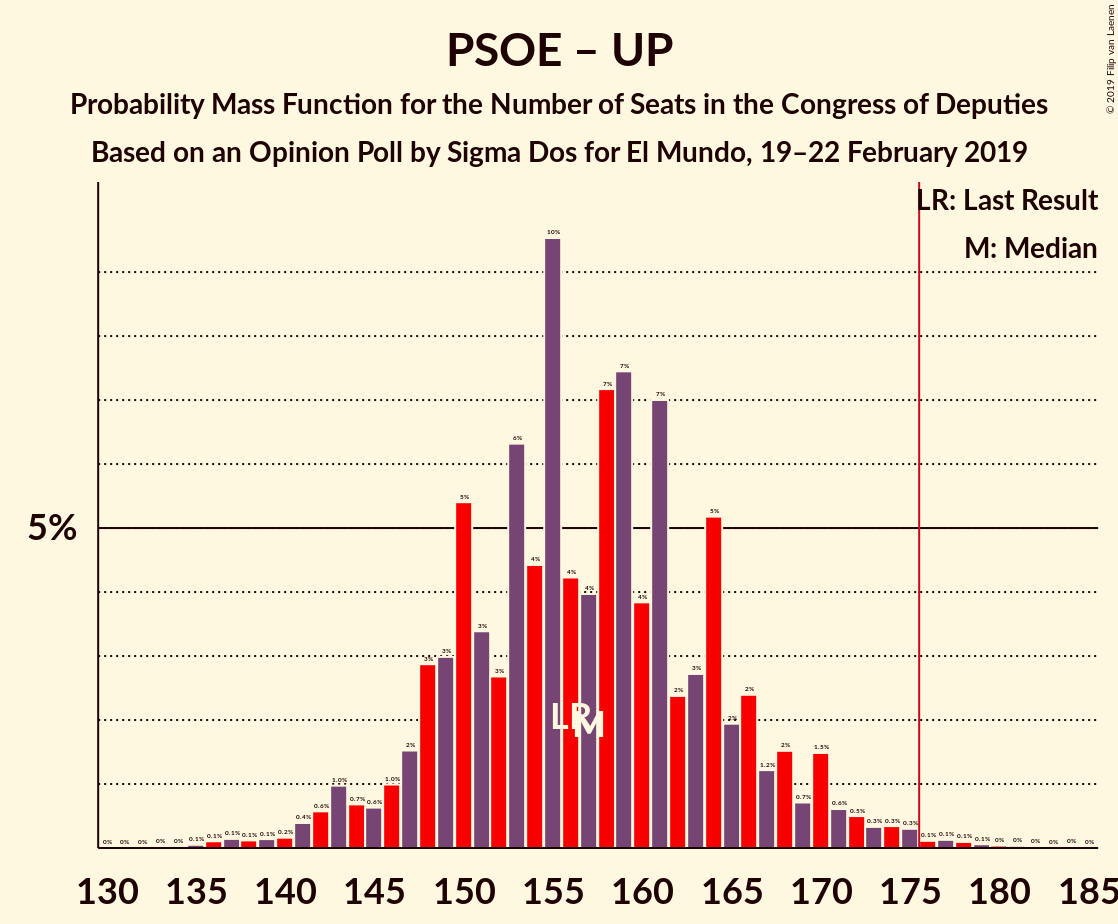 PSOE – UP
Probability Mass Function for the Number of Seats in the Congress of Deputies
Based on an Opinion Poll by Sigma Dos for El Mundo, 19–22 February 2019
© 2019 Filip van Laenen
LR: Last Result
M: Median
5%
0% 0% 0% 0% 0% 0.1% 0.1% 0.1% 0.1% 0.1% 0.2% 0.4% 0.6% 1.0% 0.7% 0.6% 1.0% 2% 3% 3% 5% 3% 3% 6% 4% 10% 4% 4% 7% 7% 4% 7% 2% 3% 5% 2% 2% 1.2% 2% 0.7% 1.5% 0.6% 0.5% 0.3% 0.3% 0.3% 0.1% 0.1% 0.1% 0.1% 0% 0% 0% 0% 0% 0%
LR M
130 135 140 145 150 155 160 165 170 175 180 185